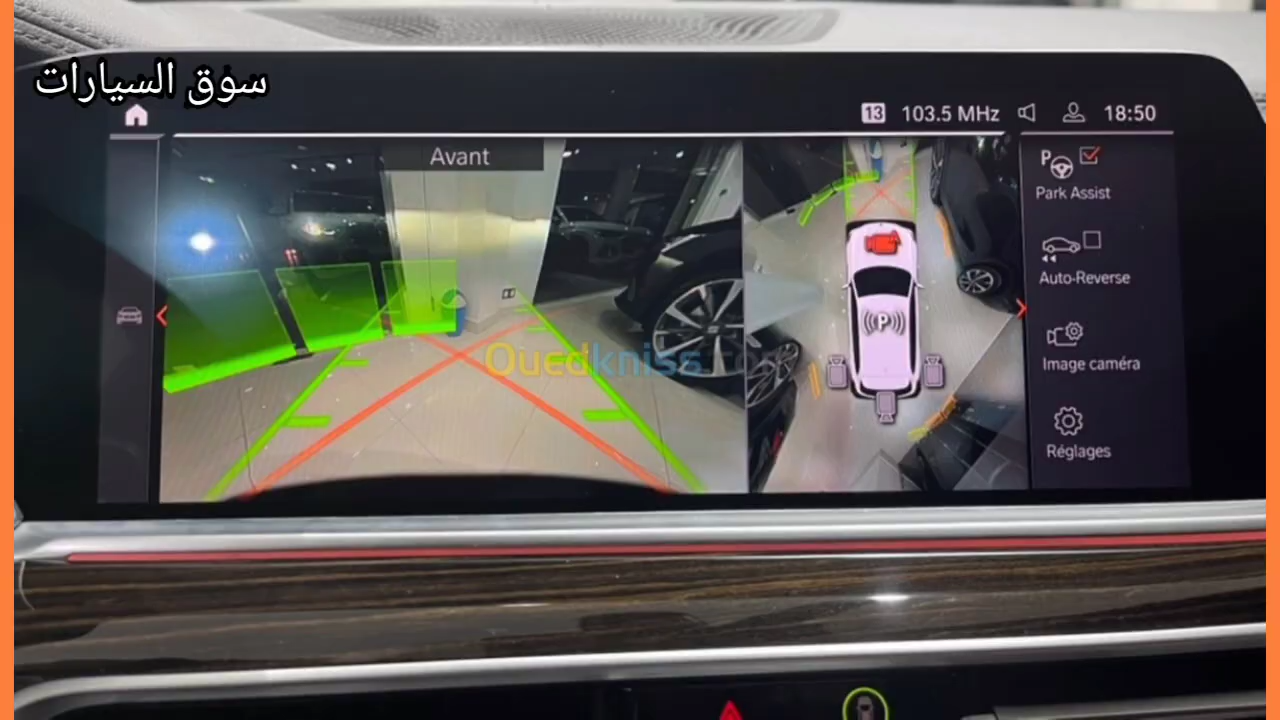 سوق السيارات
13 103.5 MHz 18:50
Avant
P
Park Assist
Auto-Reverse
(P)
Image caméra
Réglages
Ouedkniss.com